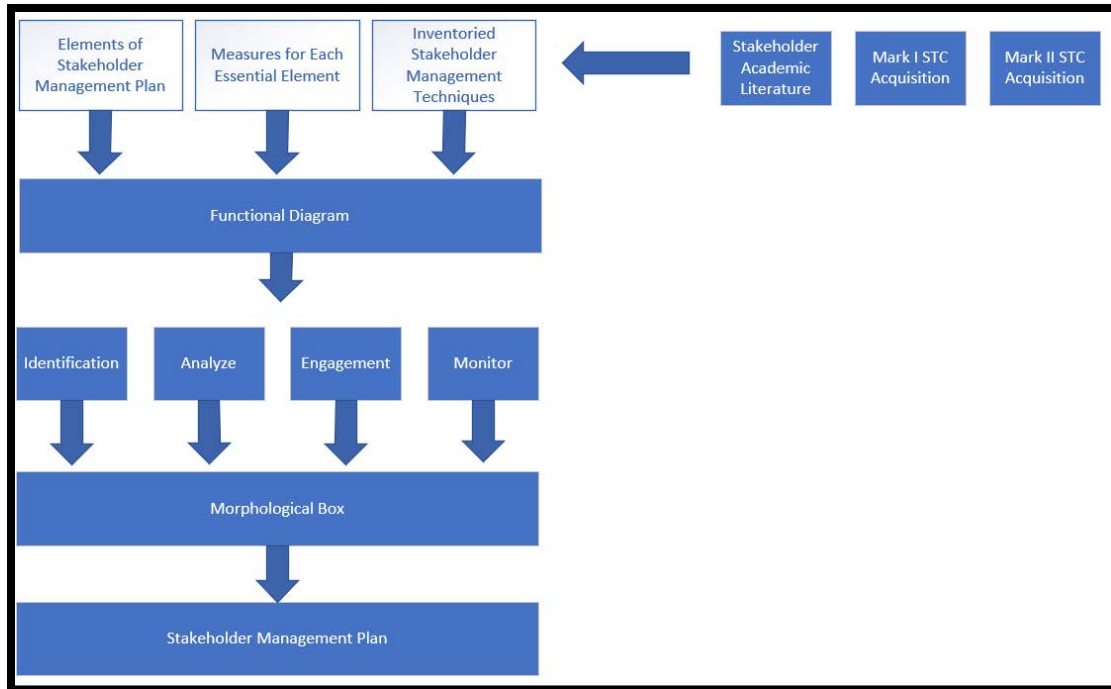 Elements of
Stakeholder
Management Plan
Measures for Each
Essential Element
Inventoried
Stakeholder
Management
Techniques
Stakeholder
Academic
Literature
Mark I STC
Acquisition
Mark II STC
Acquisition
Functional Diagram
Identification
Analyze
Engagement
Monitor
Morphological Box
Stakeholder Management Plan